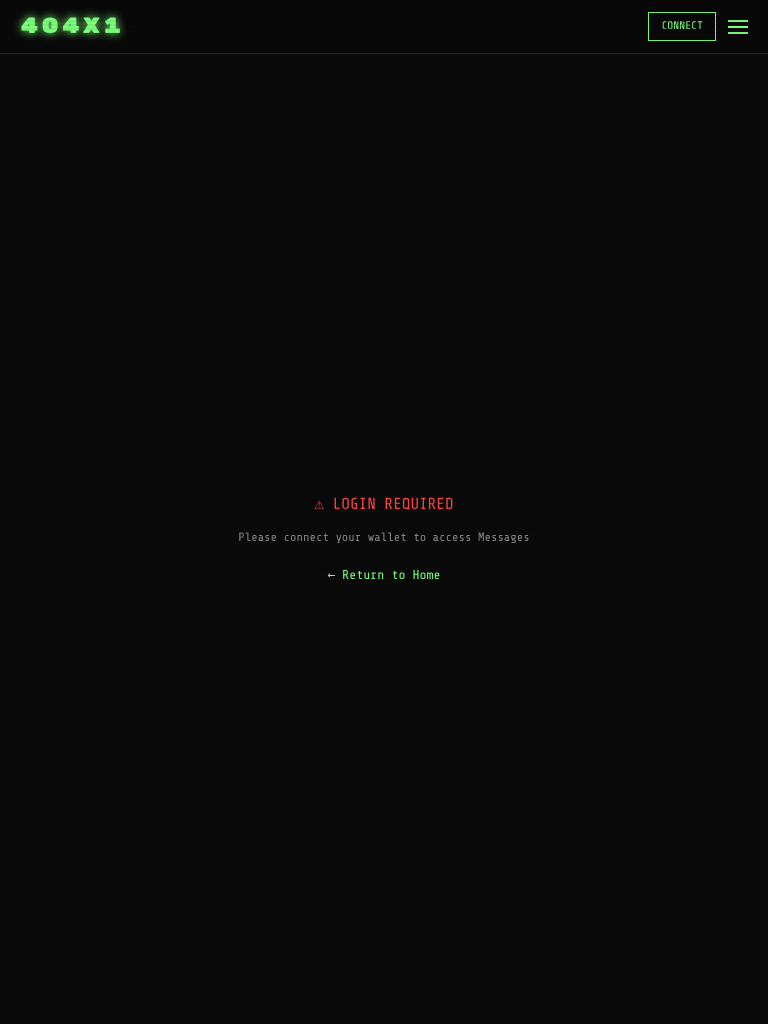 404X1
CONNECT
⚠ LOGIN REQUIRED
Please connect your wallet to access Messages
← Return to Home